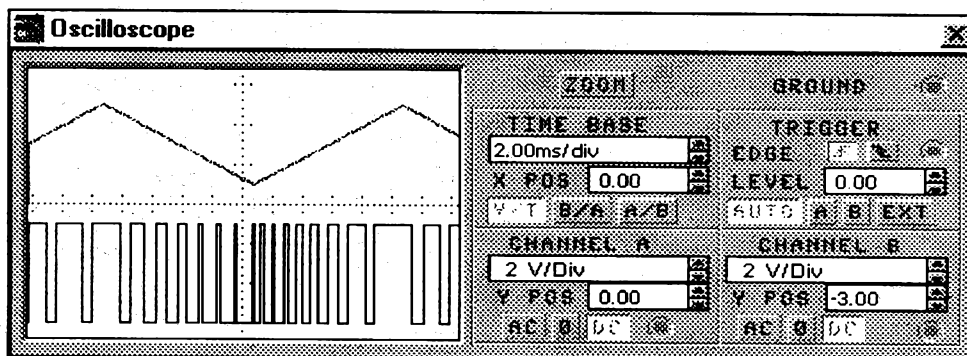 Oscilloscope
ZOOM GROUND
TIME BASE
2.00ms/div
X POS 0.00
Y/T B/A A/B
TRIGGER
EDGE
LEVEL 0.00
AUTO A B EXT
CHANNEL A
2 V/Div
Y POS 0.00
AC 0 DC
CHANNEL B
2 V/Div
Y POS -3.00
AC 0 DC